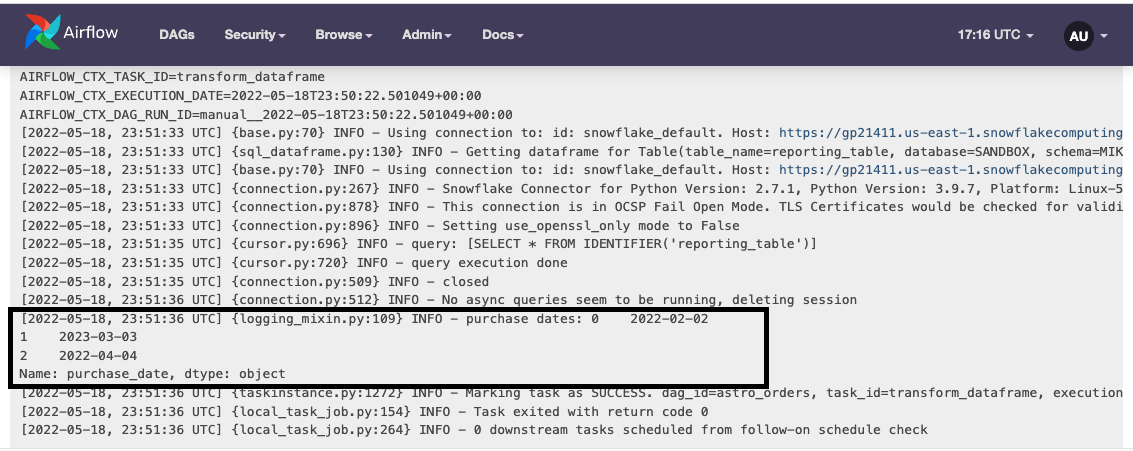 Airflow DAGs Security Browse Admin Docs 17:16 UTC AU
AIRFLOW_CTX_TASK_ID=transform_dataframe
AIRFLOW_CTX_EXECUTION_DATE=2022-05-18T23:50:22.501049+00:00
AIRFLOW_CTX_DAG_RUN_ID=manual__2022-05-18T23:50:22.501049+00:00
[2022-05-18, 23:51:33 UTC] {base.py:70} INFO - Using connection to: id: snowflake_default. Host: https://gp21411.us-east-1.snowflakecomputing
[2022-05-18, 23:51:33 UTC] {sql_dataframe.py:130} INFO - Getting dataframe for Table(table_name=reporting_table, database=SANDBOX, schema=MIK
[2022-05-18, 23:51:33 UTC] {base.py:70} INFO - Using connection to: id: snowflake_default. Host: https://gp21411.us-east-1.snowflakecomputing
[2022-05-18, 23:51:33 UTC] {connection.py:267} INFO - Snowflake Connector for Python Version: 2.7.1, Python Version: 3.9.7, Platform: Linux-5
[2022-05-18, 23:51:33 UTC] {connection.py:878} INFO - This connection is in OCSP Fail Open Mode. TLS Certificates would be checked for validi
[2022-05-18, 23:51:33 UTC] {connection.py:896} INFO - Setting use_openssl_only mode to False
[2022-05-18, 23:51:35 UTC] {cursor.py:696} INFO - query: [SELECT * FROM IDENTIFIER('reporting_table')]
[2022-05-18, 23:51:35 UTC] {cursor.py:720} INFO - query execution done
[2022-05-18, 23:51:35 UTC] {connection.py:509} INFO - closed
[2022-05-18, 23:51:36 UTC] {connection.py:512} INFO - No async queries seem to be running, deleting session
[2022-05-18, 23:51:36 UTC] {logging_mixin.py:109} INFO - purchase dates: 0    2022-02-02
1    2023-03-03
2    2022-04-04
Name: purchase_date, dtype: object
[2022-05-18, 23:51:36 UTC] {taskinstance.py:1272} INFO - Marking task as SUCCESS. dag_id=astro_orders, task_id=transform_dataframe, execution
[2022-05-18, 23:51:36 UTC] {local_task_job.py:154} INFO - Task exited with return code 0
[2022-05-18, 23:51:36 UTC] {local_task_job.py:264} INFO - 0 downstream tasks scheduled from follow-on schedule check